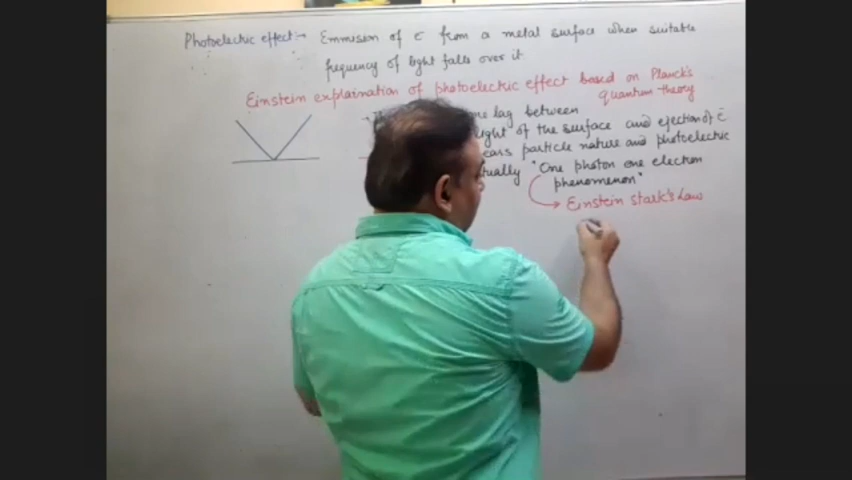 Photoelectric effect:- Emmision of e⁻ from a metal surface when suitable
frequency of light falls over it
Einstein explaination of photoelectric effect based on Planck's
quantum theory
lag between
light of the surface and ejection of e⁻
particle nature and photoelectric
"One photon one electron
phenomenon"
Einstein stark's Law